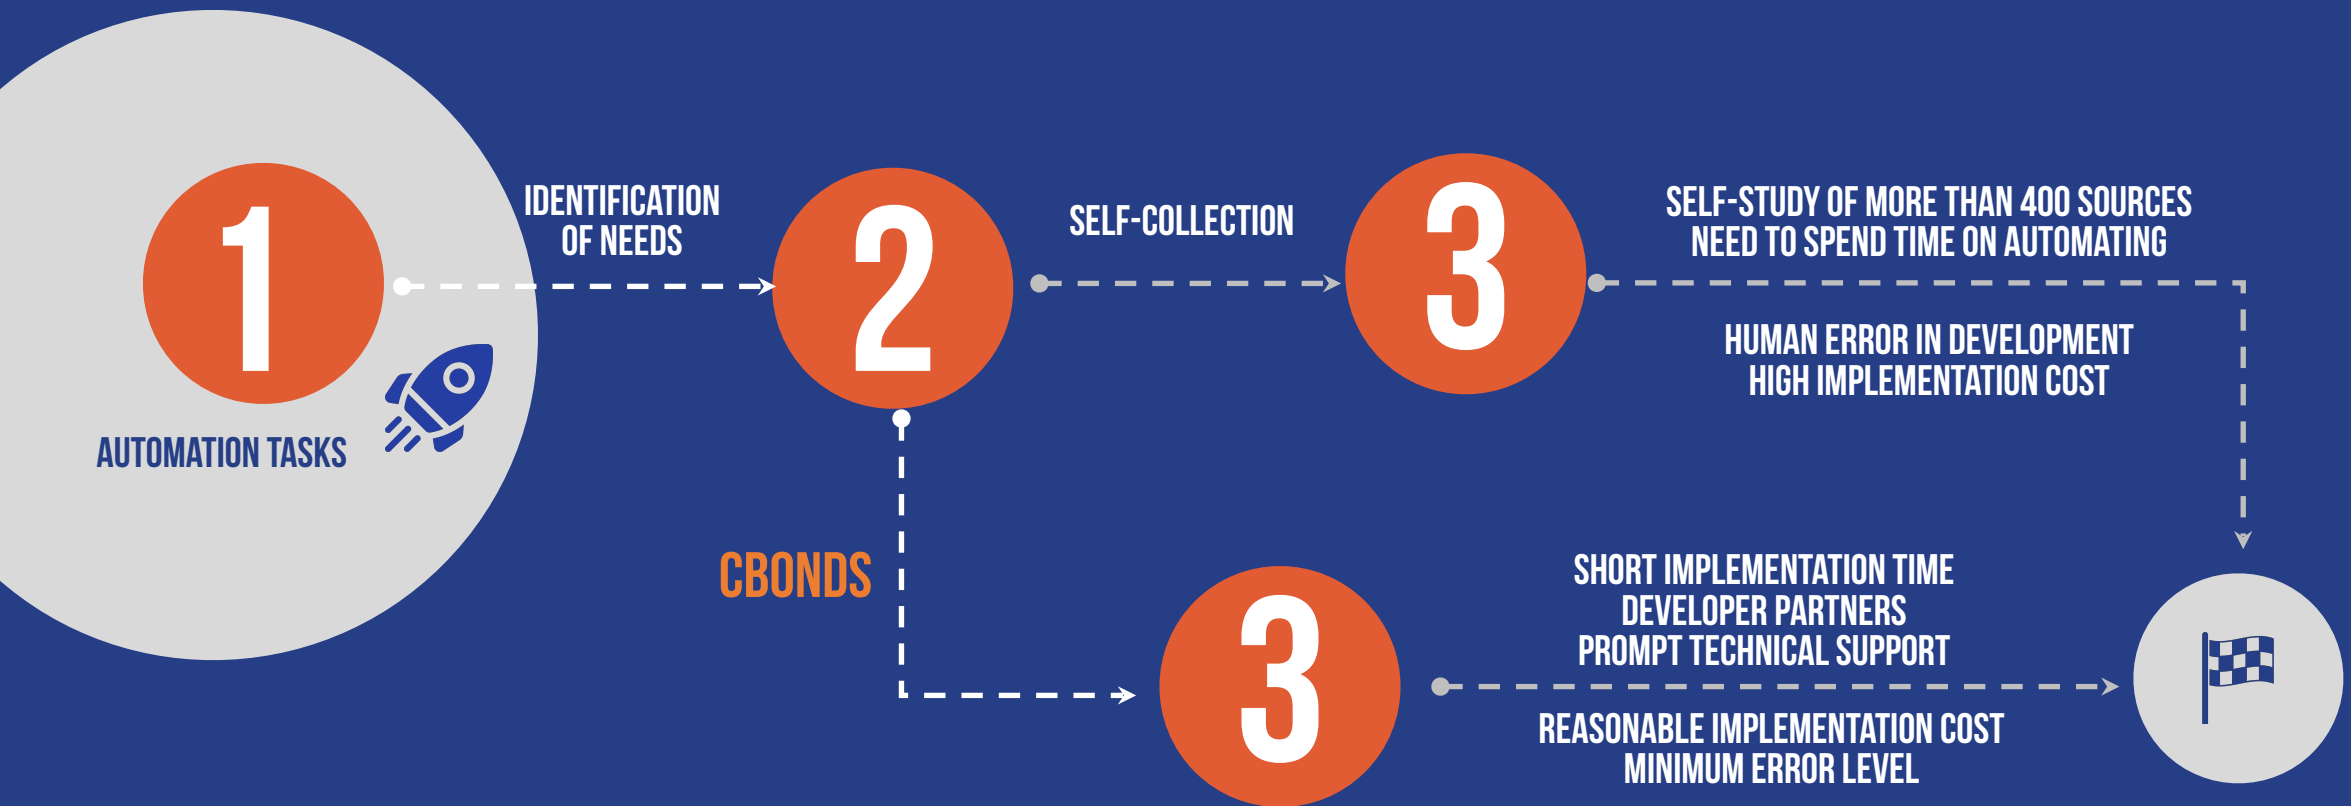 1
AUTOMATION TASKS
IDENTIFICATION
OF NEEDS
2
SELF-COLLECTION
3
SELF-STUDY OF MORE THAN 400 SOURCES
NEED TO SPEND TIME ON AUTOMATING
HUMAN ERROR IN DEVELOPMENT
HIGH IMPLEMENTATION COST
CBONDS
3
SHORT IMPLEMENTATION TIME
DEVELOPER PARTNERS
PROMPT TECHNICAL SUPPORT
REASONABLE IMPLEMENTATION COST
MINIMUM ERROR LEVEL